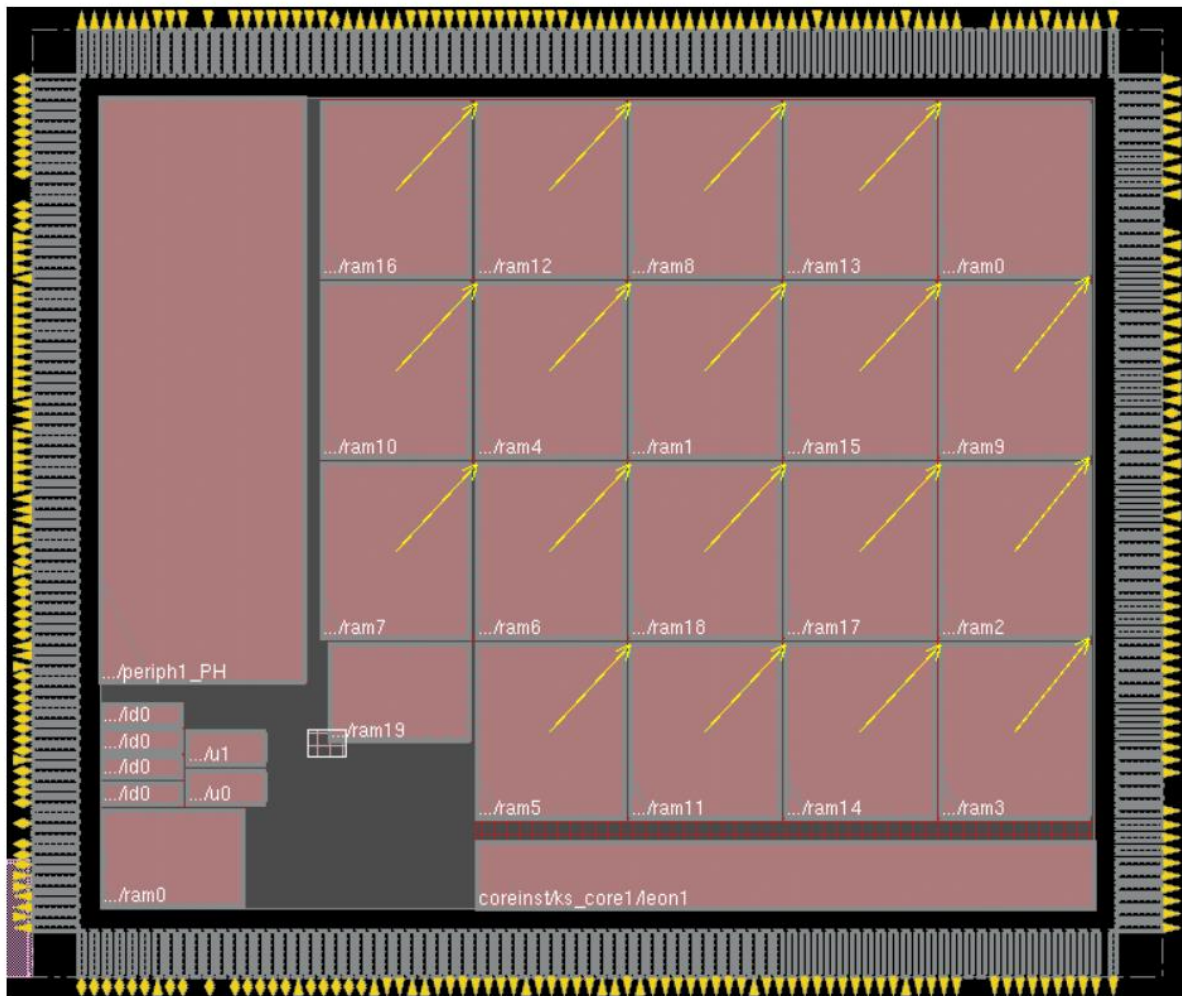 .../ram16
.../ram12
.../ram8
.../ram13
.../ram0
.../ram10
.../ram4
.../ram1
.../ram15
.../ram9
.../ram7
.../ram6
.../ram18
.../ram17
.../ram2
.../periph1_PH
.../id0
.../id0
.../id0
.../id0
.../u1
.../u0
.../ram19
.../ram5
.../ram11
.../ram14
.../ram3
.../ram0
coreinst/ks_core1/leon1